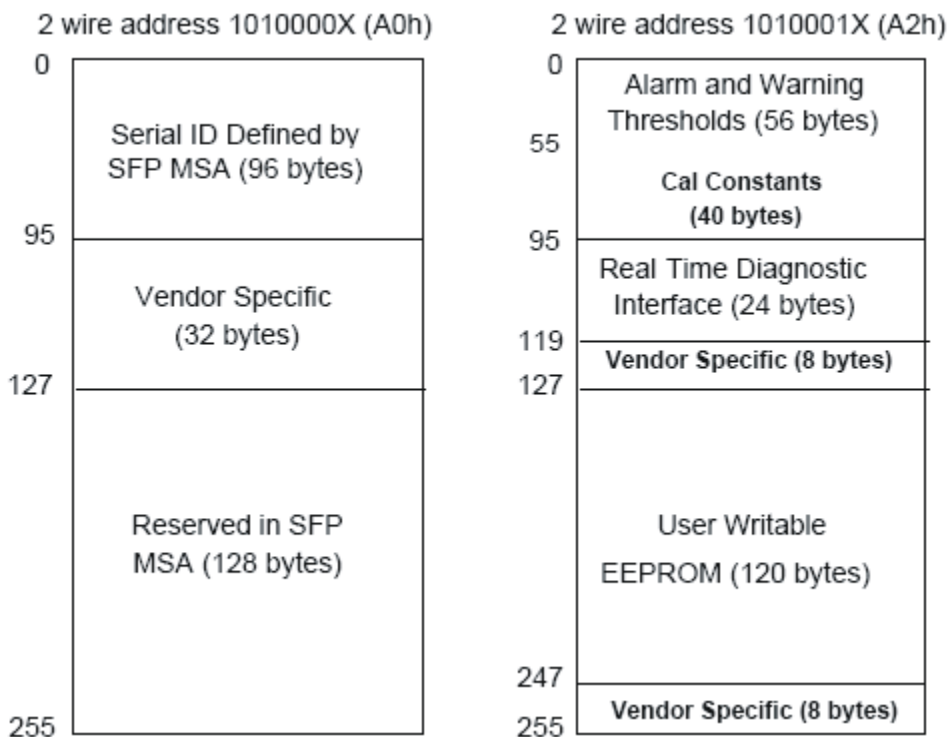 2 wire address 1010000X (A0h)
0
Serial ID Defined by
SFP MSA (96 bytes)
95
Vendor Specific
(32 bytes)
127
Reserved in SFP
MSA (128 bytes)
255
2 wire address 1010001X (A2h)
0
Alarm and Warning
Thresholds (56 bytes)
55
Cal Constants
(40 bytes)
95
Real Time Diagnostic
Interface (24 bytes)
119
Vendor Specific (8 bytes)
127
User Writable
EEPROM (120 bytes)
247
Vendor Specific (8 bytes)
255